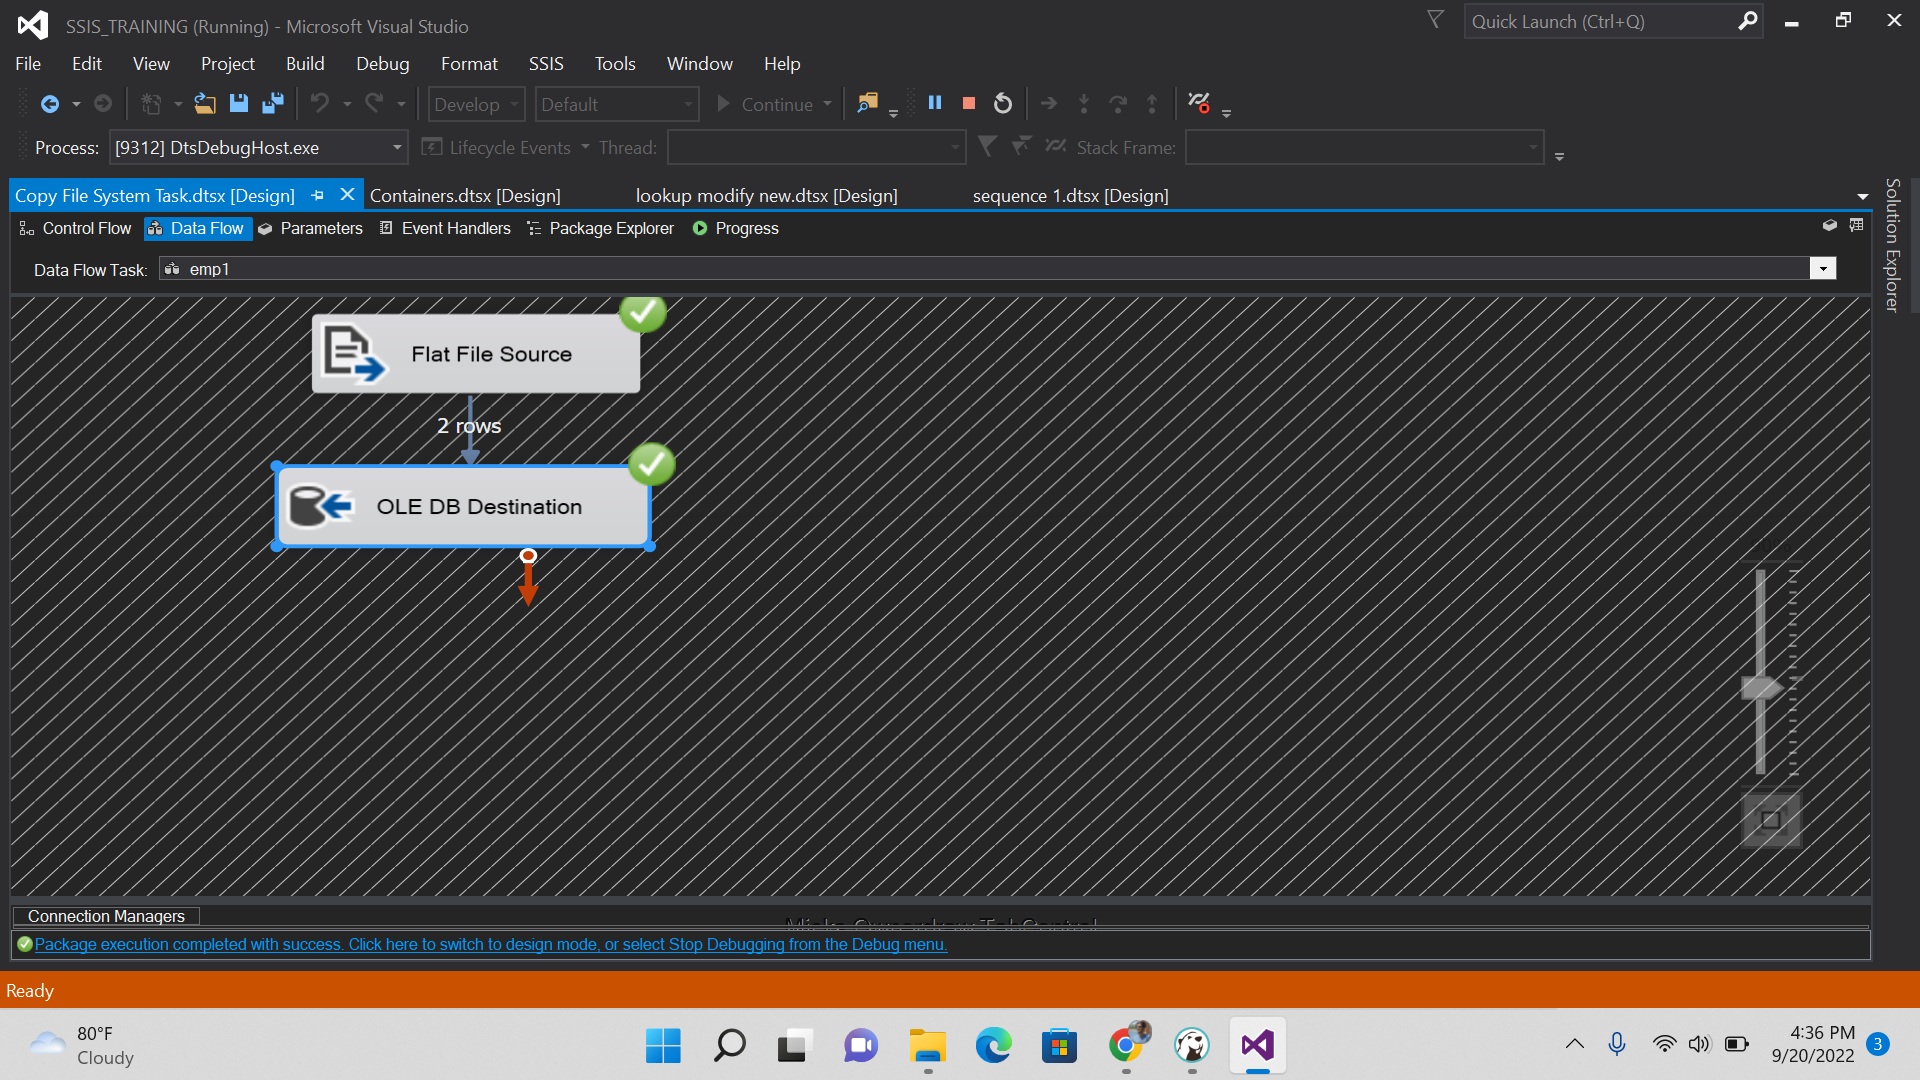 SSIS_TRAINING (Running) - Microsoft Visual Studio
Quick Launch (Ctrl+Q)
File Edit View Project Build Debug Format SSIS Tools Window Help
Develop Default Continue
Process: [9312] DtsDebugHost.exe Lifecycle Events Thread: Stack Frame:
Copy File System Task.dtsx [Design] Containers.dtsx [Design] lookup modify new.dtsx [Design] sequence 1.dtsx [Design]
Solution Explorer
Control Flow Data Flow Parameters Event Handlers Package Explorer Progress
Data Flow Task: emp1
Flat File Source
2 rows
OLE DB Destination
Connection Managers
Package execution completed with success. Click here to switch to design mode, or select Stop Debugging from the Debug menu.
Ready
80°F
Cloudy
4:36 PM
9/20/2022
3